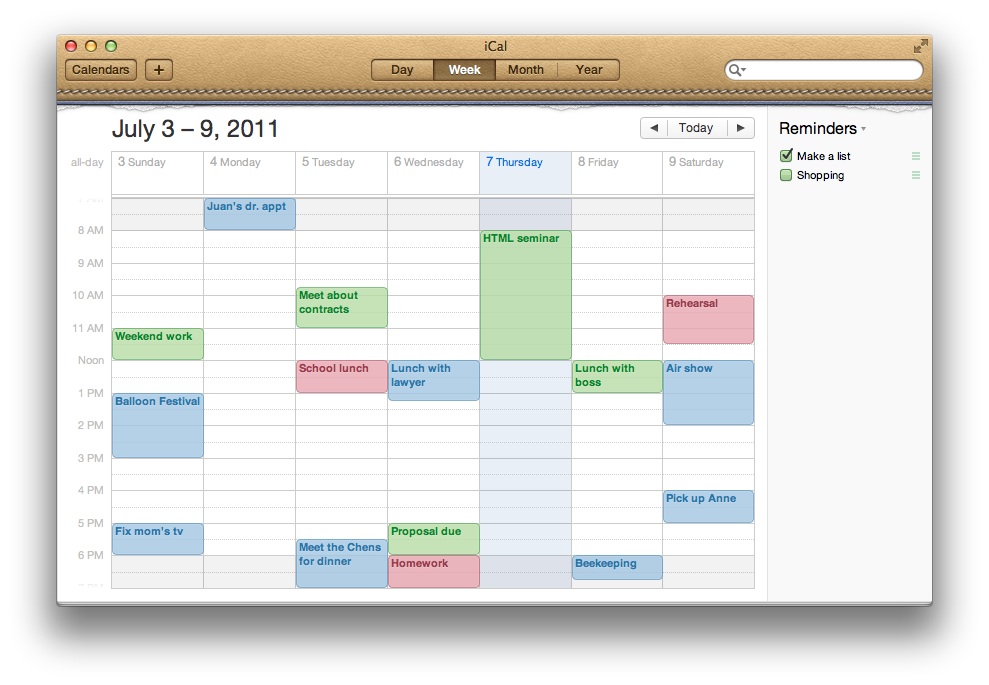 iCal
Calendars + Day Week Month Year
July 3 – 9, 2011
Today
Reminders
all-day 3 Sunday 4 Monday 5 Tuesday 6 Wednesday 7 Thursday 8 Friday 9 Saturday
Make a list
Shopping
Juan's dr. appt
8 AM
HTML seminar
9 AM
10 AM
Meet about
contracts
Rehearsal
11 AM
Weekend work
Noon
School lunch
Lunch with
lawyer
Lunch with
boss
Air show
1 PM
Balloon Festival
2 PM
3 PM
4 PM
Pick up Anne
5 PM
Fix mom's tv
Proposal due
Meet the Chens
for dinner
6 PM
Homework
Beekeeping